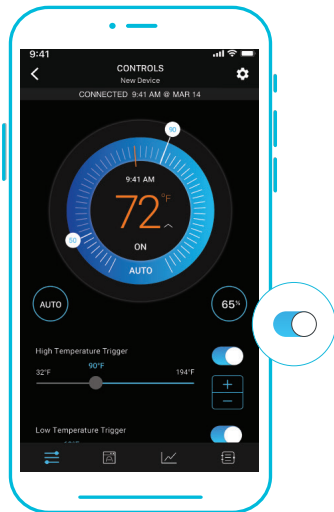 9:41
CONTROLS
New Device
CONNECTED 9:41 AM @ MAR 14
90
9:41 AM
72°F
50
ON
AUTO
AUTO
65%
High Temperature Trigger
90°F
32°F
194°F
+
−
Low Temperature Trigger